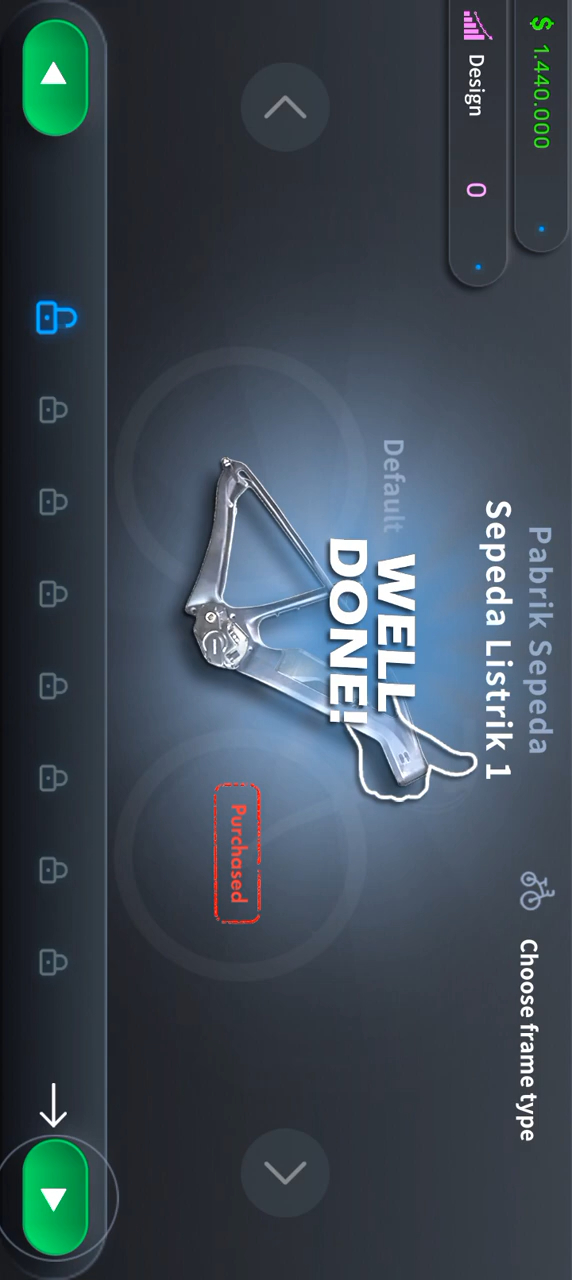 $ 1.440.000
Design 0
Pabrik Sepeda
Sepeda Listrik 1
Choose frame type
Default
WELL
DONE!
Purchased